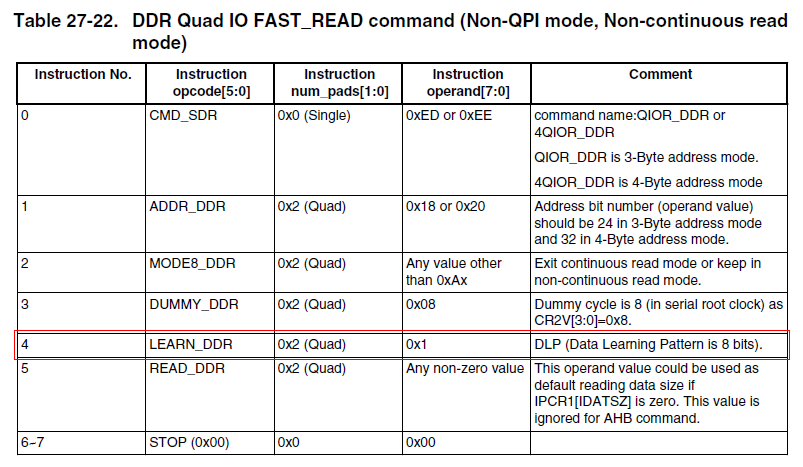 Table 27-22. DDR Quad IO FAST_READ command (Non-QPI mode, Non-continuous read
mode)
Instruction No.
Instruction
opcode[5:0]
Instruction
num_pads[1:0]
Instruction
operand[7:0]
Comment
0
CMD_SDR
0x0 (Single)
0xED or 0xEE
command name:QIOR_DDR or
4QIOR_DDR
QIOR_DDR is 3-Byte address mode.
4QIOR_DDR is 4-Byte address mode
1
ADDR_DDR
0x2 (Quad)
0x18 or 0x20
Address bit number (operand value)
should be 24 in 3-Byte address mode
and 32 in 4-Byte address mode.
2
MODE8_DDR
0x2 (Quad)
Any value other
than 0xAx
Exit continuous read mode or keep in
non-continuous read mode.
3
DUMMY_DDR
0x2 (Quad)
0x08
Dummy cycle is 8 (in serial root clock) as
CR2V[3:0]=0x8.
4
LEARN_DDR
0x2 (Quad)
0x1
DLP (Data Learning Pattern is 8 bits).
5
READ_DDR
0x2 (Quad)
Any non-zero value
This operand value could be used as
default reading data size if
IPCR1[IDATSZ] is zero. This value is
ignored for AHB command.
6~7
STOP (0x00)
0x0
0x00